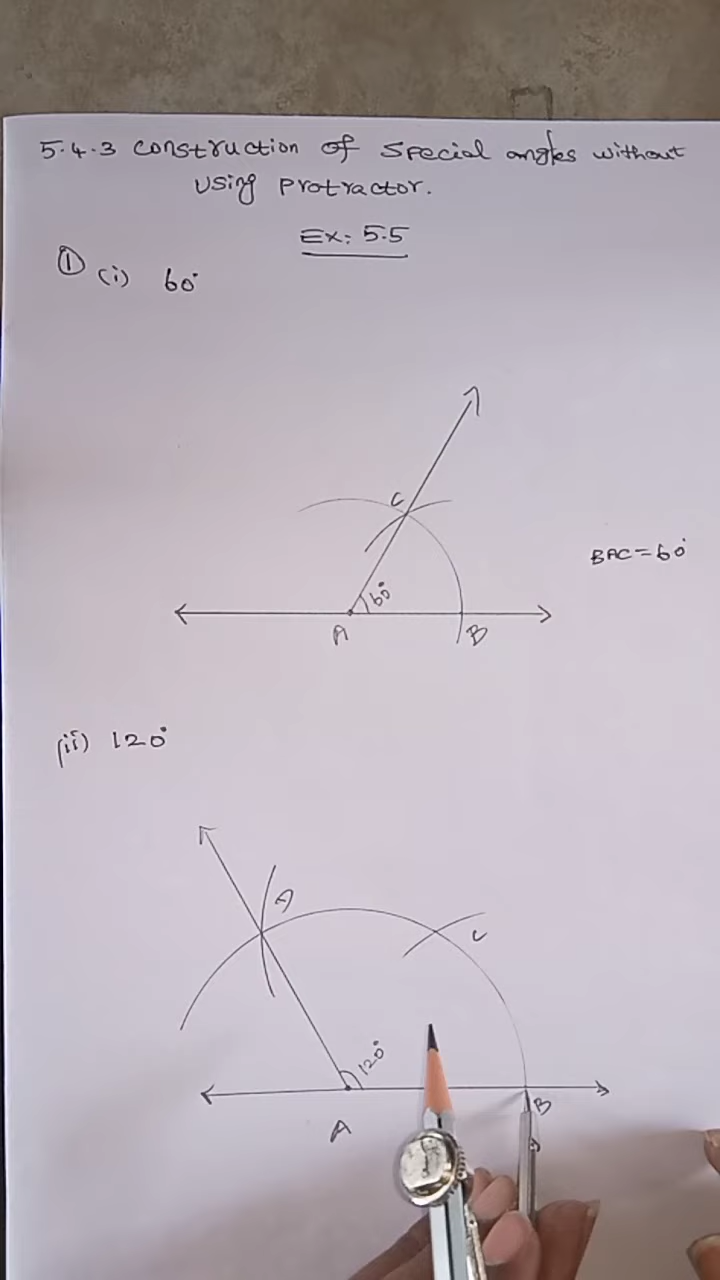 5.4.3 Construction of special angles without
using protractor.
Ex: 5.5
① (i) 60°
C
BAC = 60°
60°
A
B
(ii) 120°
D
C
120°
B
A